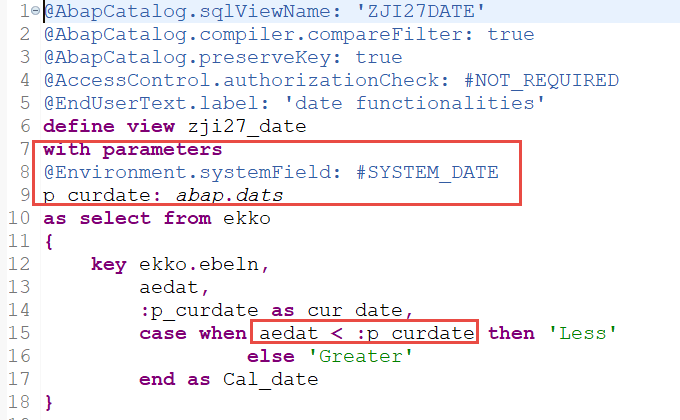 1 @AbapCatalog.sqlViewName: 'ZJI27DATE'
2 @AbapCatalog.compiler.compareFilter: true
3 @AbapCatalog.preserveKey: true
4 @AccessControl.authorizationCheck: #NOT_REQUIRED
5 @EndUserText.label: 'date functionalities'
6 define view zji27_date
7 with parameters
8 @Environment.systemField: #SYSTEM_DATE
9 p_curdate: abap.dats
10 as select from ekko
11 {
12 key ekko.ebeln,
13 aedat,
14 :p_curdate as cur_date,
15 case when aedat < :p_curdate then 'Less'
16 else 'Greater'
17 end as Cal_date
18 }